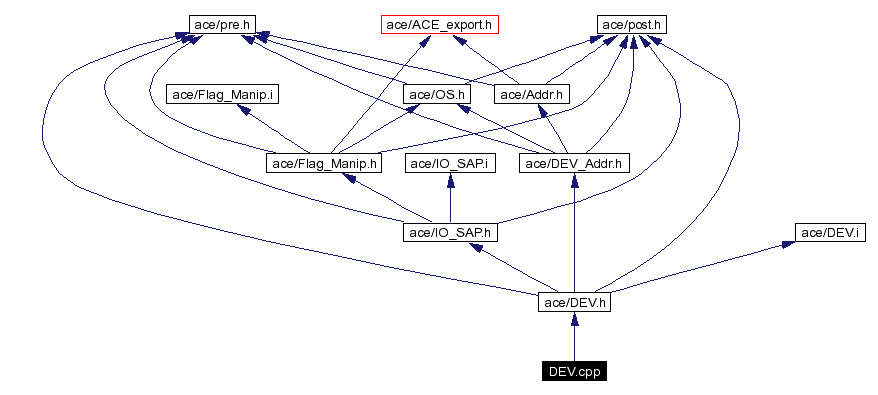 ace/pre.h
ace/ACE_export.h
ace/post.h
ace/Flag_Manip.i
ace/OS.h
ace/Addr.h
ace/Flag_Manip.h
ace/IO_SAP.i
ace/DEV_Addr.h
ace/IO_SAP.h
ace/DEV.i
ace/DEV.h
DEV.cpp